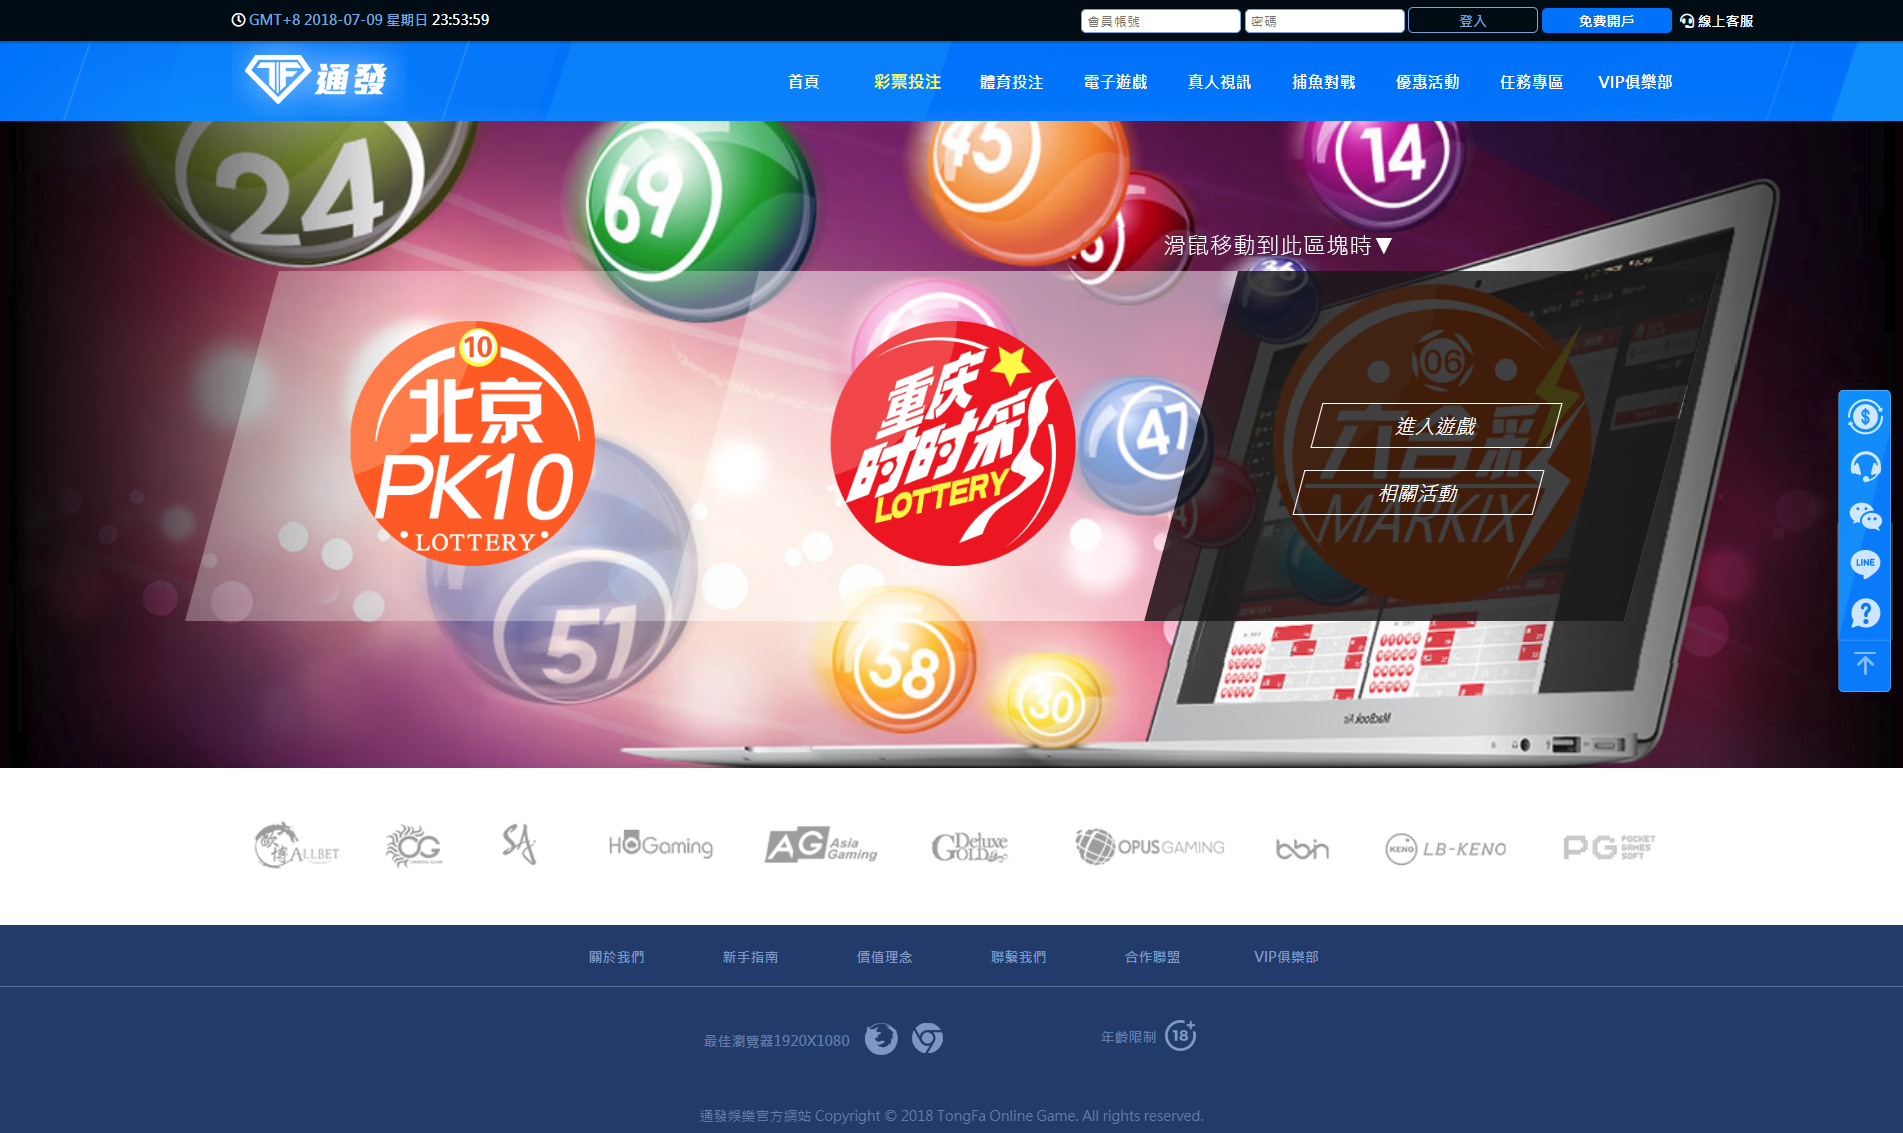 GMT+8 2018-07-09 星期日 23:53:59
會員帳號 密碼 登入 免費開戶 線上客服
TF 通發
首頁 彩票投注 體育投注 電子遊戲 真人視訊 捕魚對戰 優惠活動 任務專區 VIP俱樂部
24 69 45 14
滑鼠移動到此區塊時▼
36
10
北京
PK10
LOTTERY
重庆
时时彩
LOTTERY
47
06
六合彩
MARKIX
進入遊戲
相關活動
51
58
30
MacBook Air
LINE
?
歐博 ALLBET
OG
SA
HOGaming
AG Asia Gaming
Gold Deluxe
OPUS GAMING
bbin
KENO LB-KENO
PG POCKET GAMES SOFT
關於我們 新手指南 價值理念 聯繫我們 合作聯盟 VIP俱樂部
最佳瀏覽器1920X1080
年齡限制 18+
通發娛樂官方網站 Copyright © 2018 TongFa Online Game. All rights reserved.